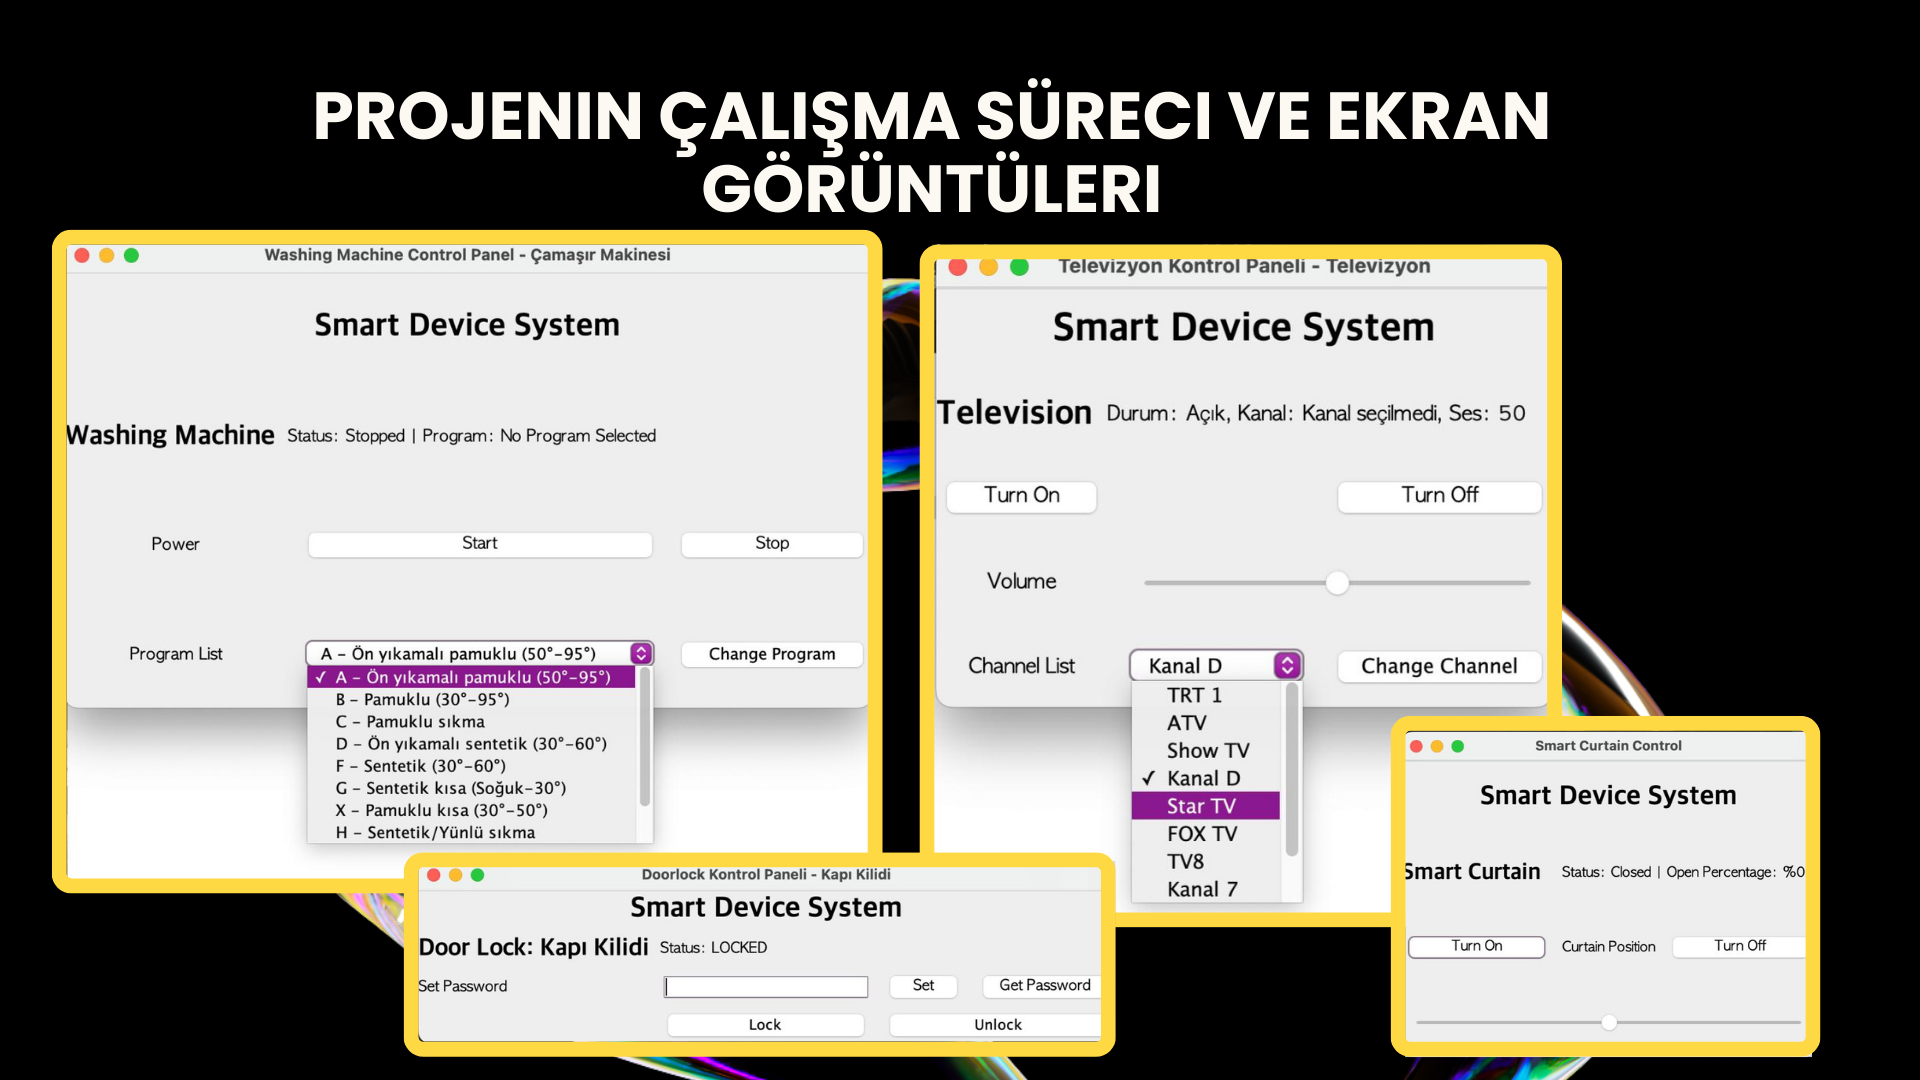 PROJENIN ÇALIŞMA SÜRECI VE EKRAN
GÖRÜNTÜLERI
Washing Machine Control Panel - Çamaşır Makinesi
Smart Device System
Washing Machine Status: Stopped | Program: No Program Selected
Power Start Stop
Program List A - Ön yıkamalı pamuklu (50°-95°) Change Program
✓ A - Ön yıkamalı pamuklu (50°-95°)
B - Pamuklu (30°-95°)
C - Pamuklu sıkma
D - Ön yıkamalı sentetik (30°-60°)
F - Sentetik (30°-60°)
G - Sentetik kısa (Soğuk-30°)
X - Pamuklu kısa (30°-50°)
H - Sentetik/Yünlü sıkma
Televizyon Kontrol Paneli - Televizyon
Smart Device System
Television Durum: Açık, Kanal: Kanal seçilmedi, Ses: 50
Turn On Turn Off
Volume
Channel List Kanal D Change Channel
TRT 1
ATV
Show TV
✓ Kanal D
Star TV
FOX TV
TV8
Kanal 7
Doorlock Kontrol Paneli - Kapı Kilidi
Smart Device System
Door Lock: Kapı Kilidi Status: LOCKED
Set Password Set Get Password
Lock Unlock
Smart Curtain Control
Smart Device System
Smart Curtain Status: Closed | Open Percentage: %0
Turn On Curtain Position Turn Off